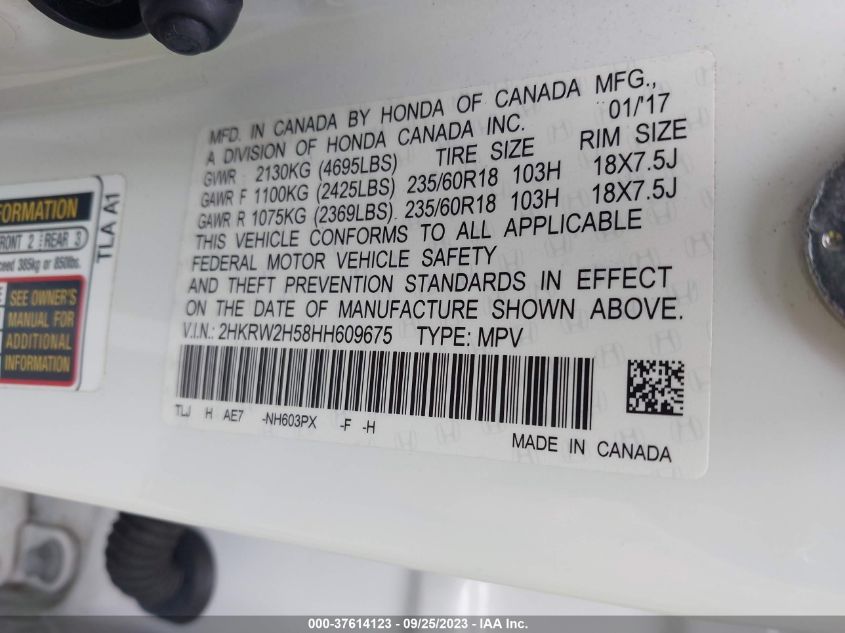 MFD. IN CANADA BY HONDA OF CANADA MFG.,
A DIVISION OF HONDA CANADA INC. 01/'17
GVWR : 2130KG (4695LBS) TIRE SIZE RIM SIZE
GAWR F 1100KG (2425LBS) 235/60R18 103H 18X7.5J
GAWR R 1075KG (2369LBS). 235/60R18 103H 18X7.5J
THIS VEHICLE CONFORMS TO ALL APPLICABLE
FEDERAL MOTOR VEHICLE SAFETY
AND THEFT PREVENTION STANDARDS IN EFFECT
ON THE DATE OF MANUFACTURE SHOWN ABOVE.
V.I.N.: 2HKRW2H58HH609675 TYPE: MPV
TLJ H AE7 -NH603PX -F -H
MADE IN CANADA
TLA A1
FRONT 2 REAR 3
385kg or 850lbs.
SEE OWNER'S
MANUAL FOR
ADDITIONAL
INFORMATION
000-37614123 - 09/25/2023 - IAA Inc.